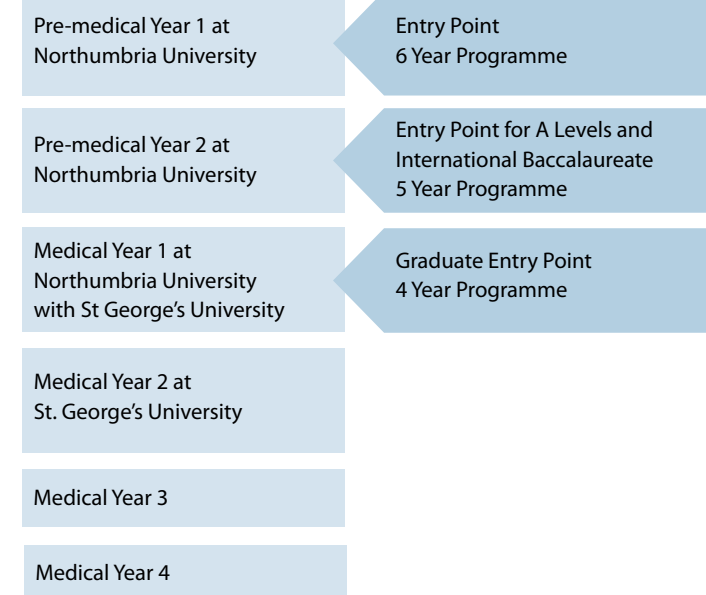 Pre-medical Year 1 at
Northumbria University
Entry Point
6 Year Programme
Pre-medical Year 2 at
Northumbria University
Entry Point for A Levels and
International Baccalaureate
5 Year Programme
Medical Year 1 at
Northumbria University
with St George’s University
Graduate Entry Point
4 Year Programme
Medical Year 2 at
St. George’s University
Medical Year 3
Medical Year 4